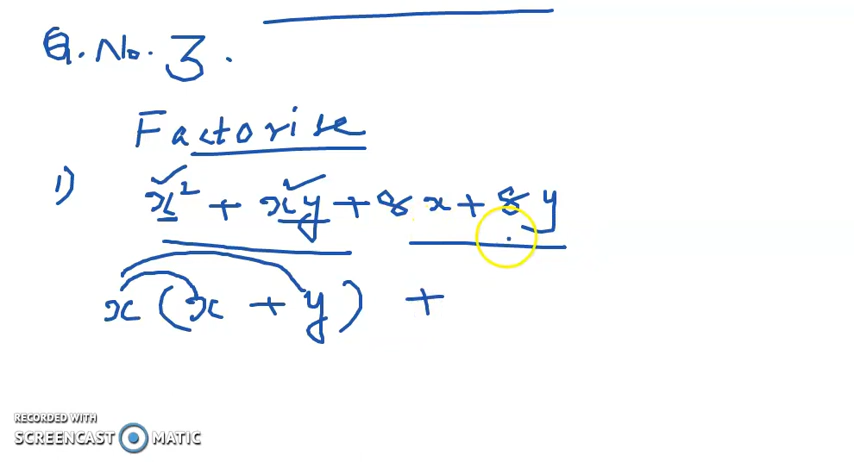 Q. No. 3.
Factorise
1) x² + xy + 8x + 8y
x (x + y) +
RECORDED WITH
SCREENCAST MATIC